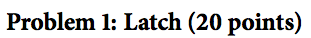 Problem 1: Latch (20 points)